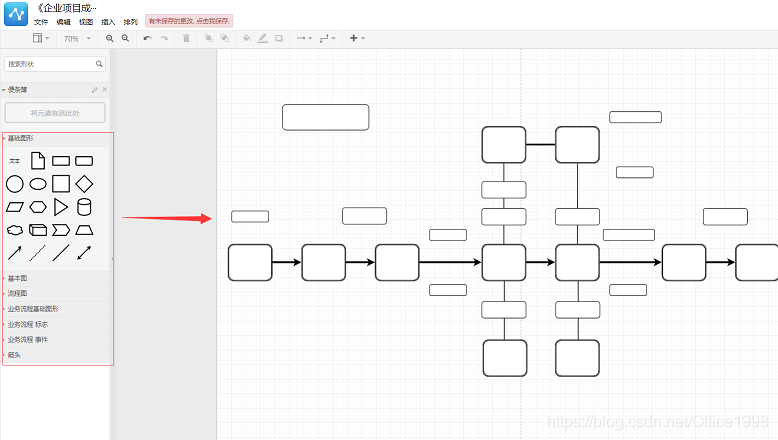 《企业项目成···
文件 编辑 视图 插入 排列 有未保存的更改. 点击我保存.
70%
搜索形状
便条簿
将元素拖到此处
基础图形
文本
基本图
流程图
业务流程基础图形
业务流程 标志
业务流程 事件
箭头
https://blog.csdn.net/Office1998